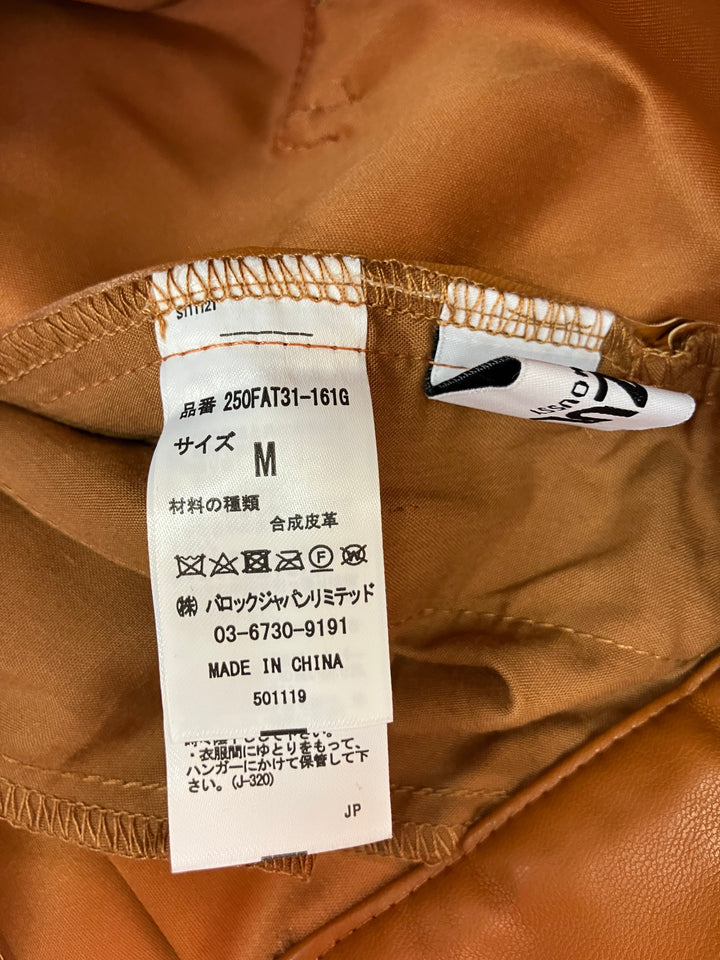 S111121
品番 250FAT31-161G
サイズ
M
材料の種類
合成皮革
F
W
(株) バロックジャパンリミテッド
03-6730-9191
MADE IN CHINA
501119
・衣服間にゆとりをもって、
ハンガーにかけて保管して下
さい。(J-320)
JP